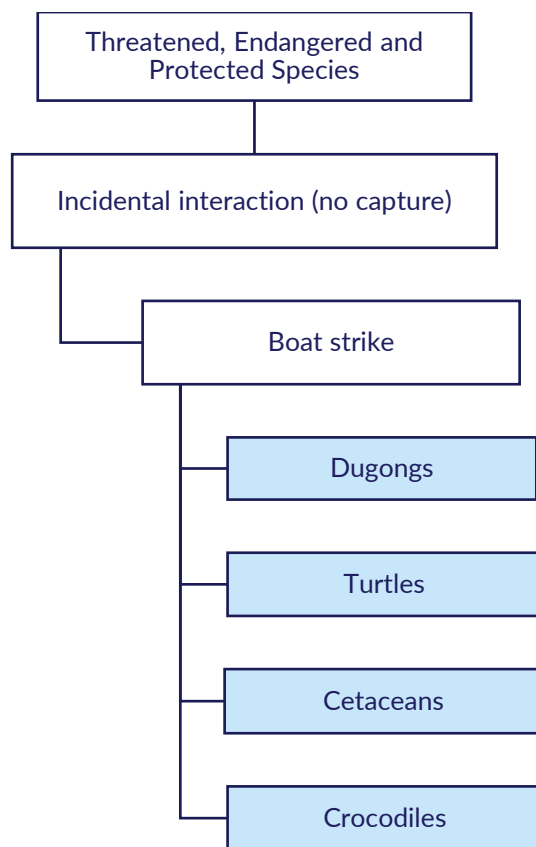 Threatened, Endangered and
Protected Species
Incidental interaction (no capture)
Boat strike
Dugongs
Turtles
Cetaceans
Crocodiles